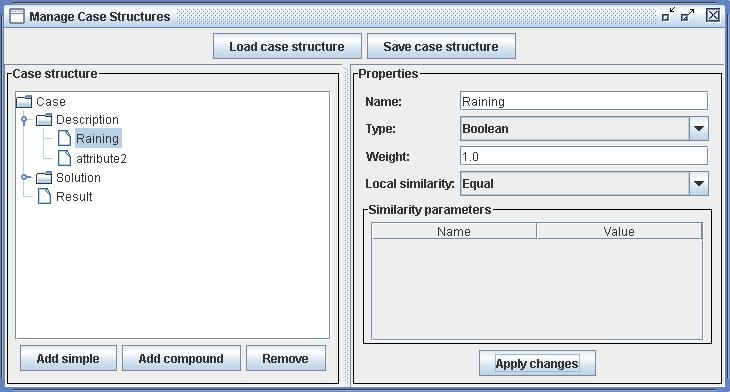 Manage Case Structures
Load case structure
Save case structure
Case structure
Case
Description
Raining
attribute2
Solution
Result
Add simple
Add compound
Remove
Properties
Name:
Raining
Type:
Boolean
Weight:
1.0
Local similarity:
Equal
Similarity parameters
Name
Value
Apply changes